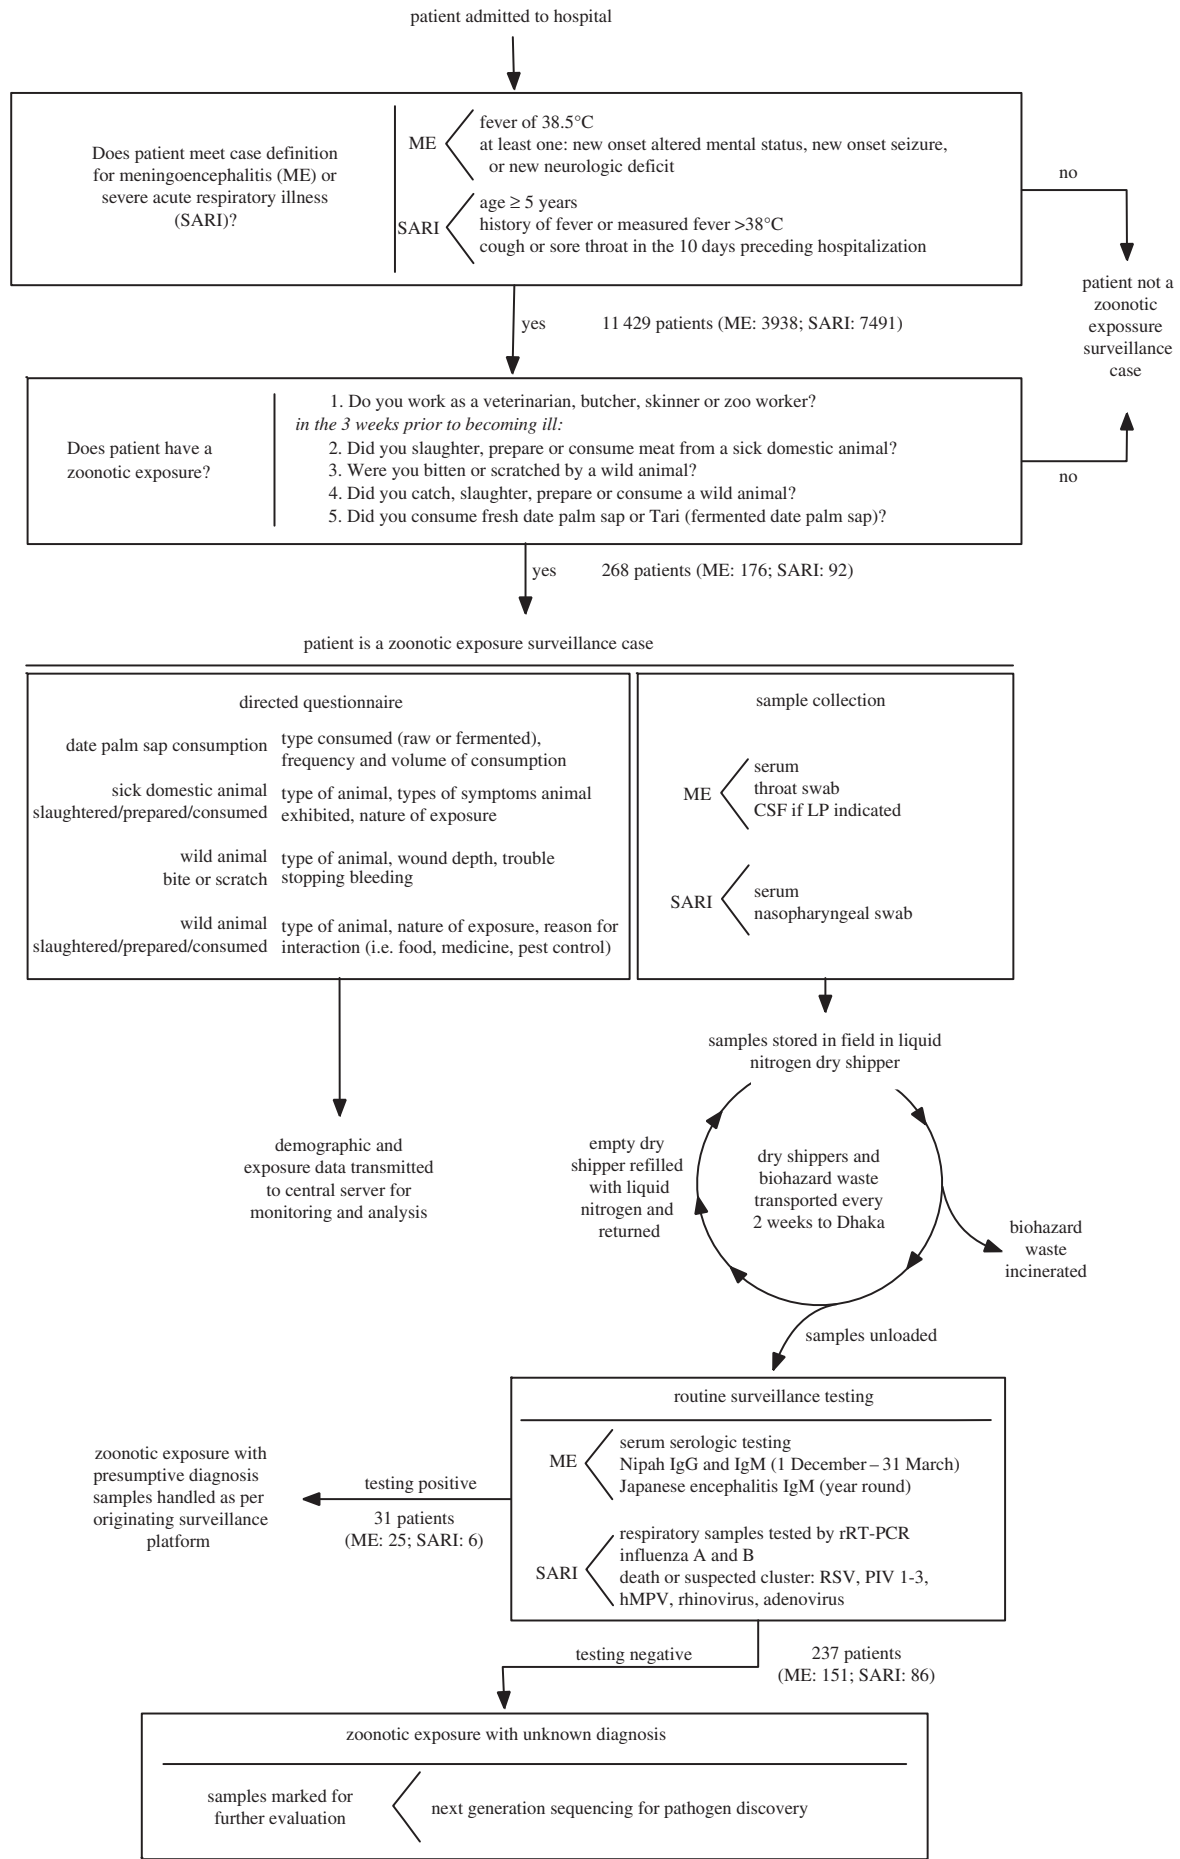 patient admitted to hospital
Does patient meet case definition
for meningoencephalitis (ME) or
severe acute respiratory illness
(SARI)?
ME
fever of 38.5°C
at least one: new onset altered mental status, new onset seizure,
or new neurologic deficit
SARI
age ≥ 5 years
history of fever or measured fever >38°C
cough or sore throat in the 10 days preceding hospitalization
no
patient not a
zoonotic
expossure
surveillance
case
yes
11 429 patients (ME: 3938; SARI: 7491)
Does patient have a
zoonotic exposure?
1. Do you work as a veterinarian, butcher, skinner or zoo worker?
in the 3 weeks prior to becoming ill:
2. Did you slaughter, prepare or consume meat from a sick domestic animal?
3. Were you bitten or scratched by a wild animal?
4. Did you catch, slaughter, prepare or consume a wild animal?
5. Did you consume fresh date palm sap or Tari (fermented date palm sap)?
no
yes
268 patients (ME: 176; SARI: 92)
patient is a zoonotic exposure surveillance case
directed questionnaire
date palm sap consumption
type consumed (raw or fermented),
frequency and volume of consumption
sick domestic animal
slaughtered/prepared/consumed
type of animal, types of symptoms animal
exhibited, nature of exposure
wild animal
bite or scratch
type of animal, wound depth, trouble
stopping bleeding
wild animal
slaughtered/prepared/consumed
type of animal, nature of exposure, reason for
interaction (i.e. food, medicine, pest control)
sample collection
ME
serum
throat swab
CSF if LP indicated
SARI
serum
nasopharyngeal swab
demographic and
exposure data transmitted
to central server for
monitoring and analysis
samples stored in field in liquid
nitrogen dry shipper
empty dry
shipper refilled
with liquid
nitrogen and
returned
dry shippers and
biohazard waste
transported every
2 weeks to Dhaka
biohazard
waste
incinerated
samples unloaded
routine surveillance testing
ME
serum serologic testing
Nipah IgG and IgM (1 December – 31 March)
Japanese encephalitis IgM (year round)
SARI
respiratory samples tested by rRT-PCR
influenza A and B
death or suspected cluster: RSV, PIV 1-3,
hMPV, rhinovirus, adenovirus
testing positive
31 patients
(ME: 25; SARI: 6)
zoonotic exposure with
presumptive diagnosis
samples handled as per
originating surveillance
platform
testing negative
237 patients
(ME: 151; SARI: 86)
zoonotic exposure with unknown diagnosis
samples marked for
further evaluation
next generation sequencing for pathogen discovery